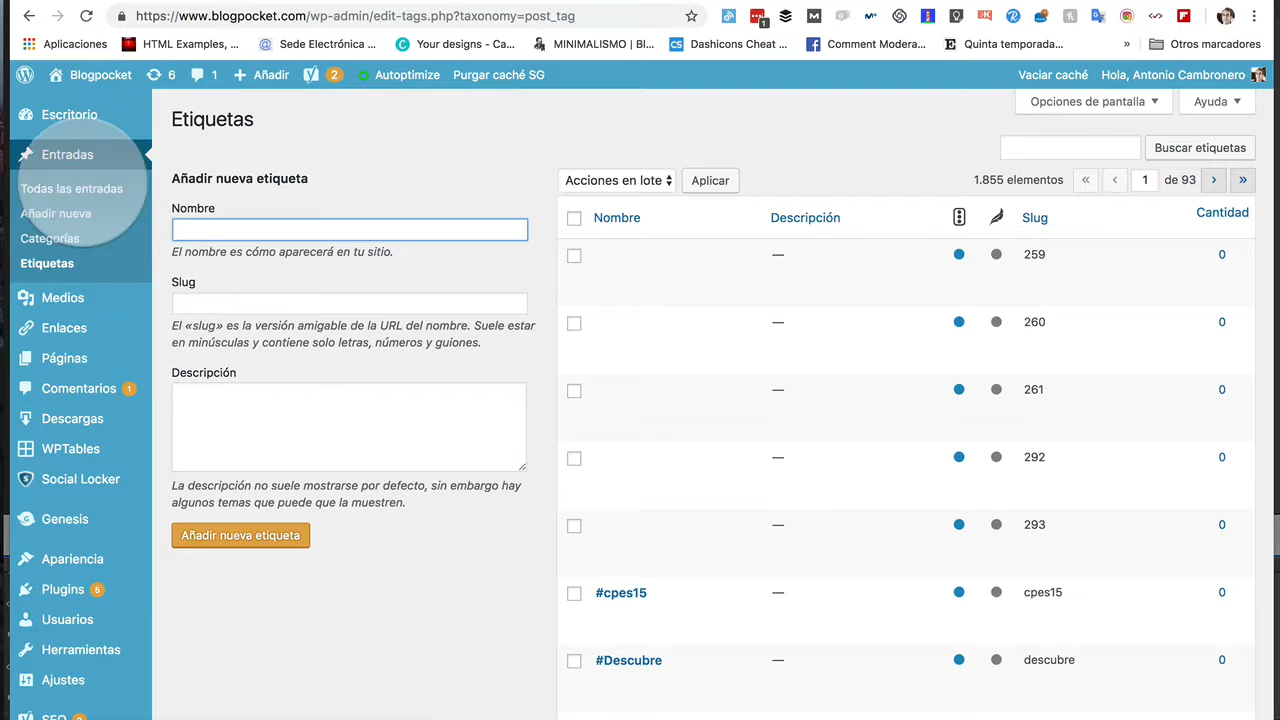 https://www.blogpocket.com/wp-admin/edit-tags.php?taxonomy=post_tag
1
Aplicaciones
HTML Examples, ...
Sede Electrónica ...
Your designs - Ca...
MINIMALISMO | Bl...
Dashicons Cheat ...
Comment Modera...
Quinta temporada...
»
Otros marcadores
Blogpocket
6
1
Añadir
2
Autoptimize
Purgar caché SG
Vaciar caché
Hola, Antonio Cambronero
Escritorio
Entradas
Todas las entradas
Añadir nueva
Categorías
Etiquetas
Medios
Enlaces
Páginas
Comentarios 1
Descargas
WPTables
Social Locker
Genesis
Apariencia
Plugins 6
Usuarios
Herramientas
Ajustes
SEO
Etiquetas
Opciones de pantalla
Ayuda
Buscar etiquetas
Añadir nueva etiqueta
Nombre
El nombre es cómo aparecerá en tu sitio.
Slug
El «slug» es la versión amigable de la URL del nombre. Suele estar
en minúsculas y contiene solo letras, números y guiones.
Descripción
La descripción no suele mostrarse por defecto, sin embargo hay
algunos temas que puede que la muestren.
Añadir nueva etiqueta
Acciones en lote
Aplicar
1.855 elementos « ‹ 1 de 93 › »
Nombre Descripción Slug Cantidad
— 259 0
— 260 0
— 261 0
— 292 0
— 293 0
#cpes15 — cpes15 0
#Descubre — descubre 0